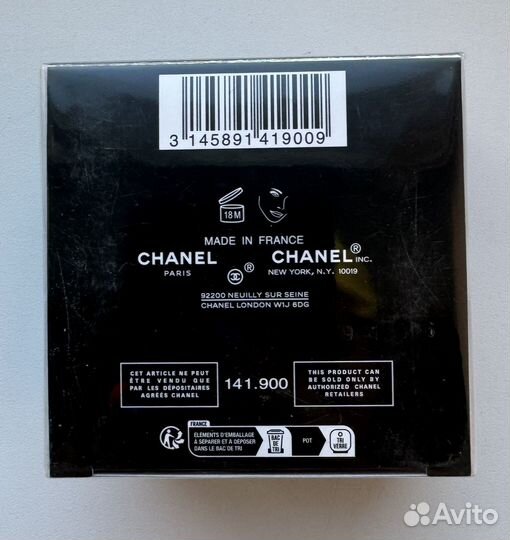 3 145891 419009
18M
MADE IN FRANCE
CHANEL CHANEL® INC.
PARIS ® NEW YORK, N.Y. 10019
92200 NEUILLY SUR SEINE
CHANEL LONDON W1J 6DG
CET ARTICLE NE PEUT
ÊTRE VENDU QUE
PAR LES DÉPOSITAIRES
AGRÉÉS CHANEL
141.900
THIS PRODUCT CAN
BE SOLD ONLY BY
AUTHORIZED CHANEL
RETAILERS
FRANCE
ÉLÉMENTS D'EMBALLAGE
À SÉPARER ET À DÉPOSER
DANS LE BAC DE TRI
BAC
DE
TRI
POT
TRI
VERRE
Avito